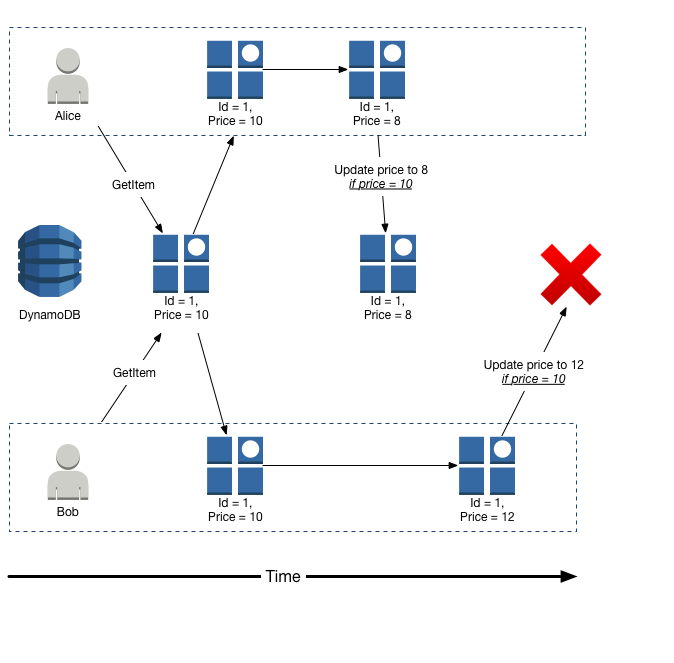 Alice
Id = 1,
Price = 10
Id = 1,
Price = 8
GetItem
Update price to 8
if price = 10
DynamoDB
Id = 1,
Price = 10
Id = 1,
Price = 8
GetItem
Update price to 12
if price = 10
Bob
Id = 1,
Price = 10
Id = 1,
Price = 12
Time